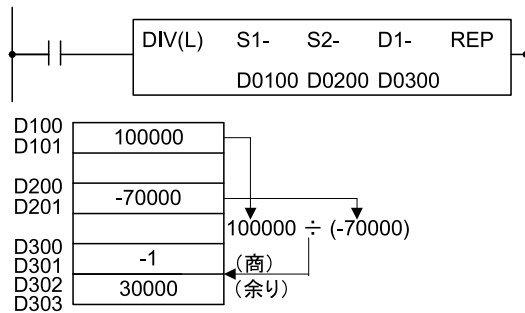 DIV(L) S1- S2- D1- REP
D0100 D0200 D0300
D100
D101
100000
D200
D201
-70000
100000 ÷ (-70000)
D300
D301
-1
(商)
D302
D303
30000
(余り)